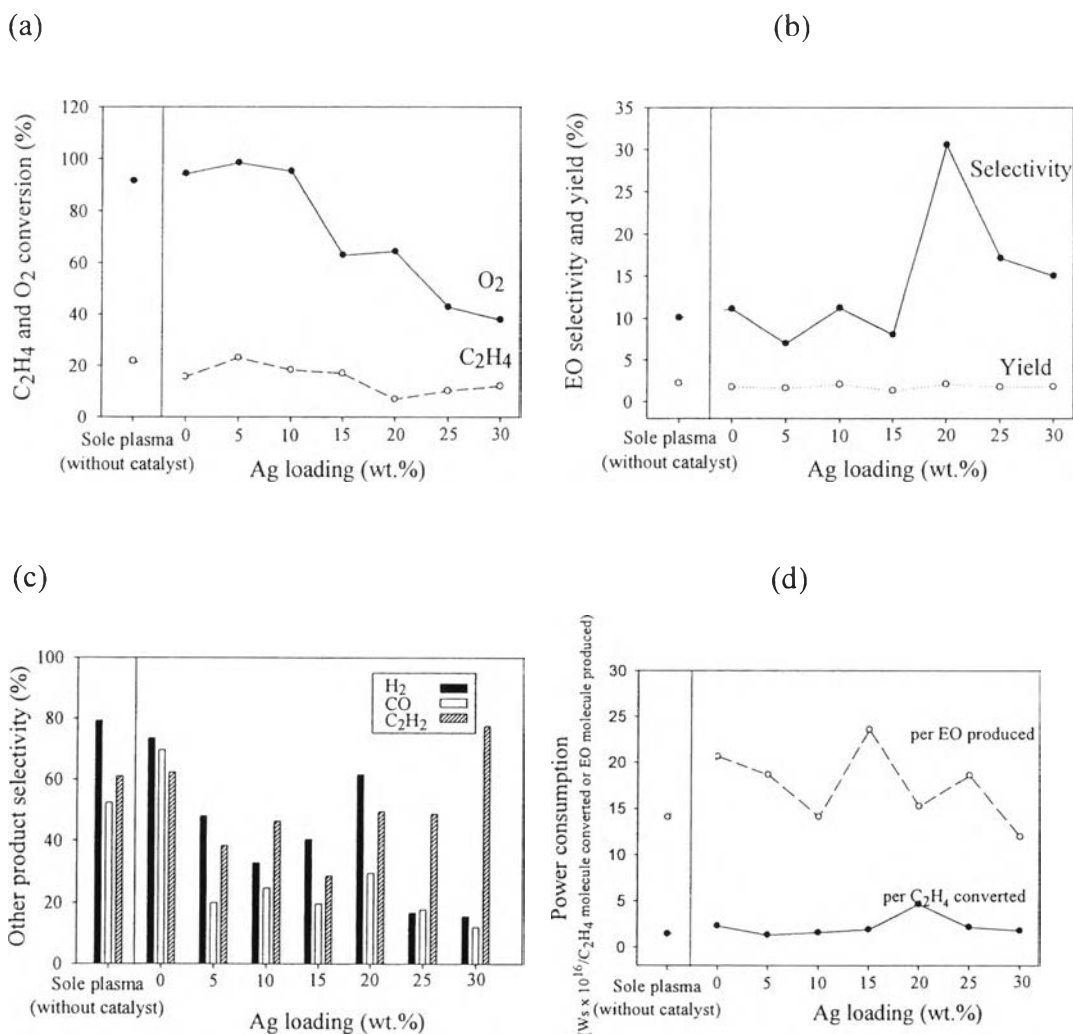 (a)
(b)
C₂H₄ and O₂ conversion (%)
120
100
80
60
40
20
0
O₂
C₂H₄
Sole plasma
(without catalyst)
0 5 10 15 20 25 30
Ag loading (wt.%)
EO selectivity and yield (%)
35
30
25
20
15
10
5
0
Selectivity
Yield
Sole plasma
(without catalyst)
0 5 10 15 20 25 30
Ag loading (wt.%)
(c)
(d)
Other product selectivity (%)
100
80
60
40
20
0
H₂
CO
C₂H₂
Sole plasma
(without catalyst)
0 5 10 15 20 25 30
Ag loading (wt.%)
Power consumption
(Ws x 10¹⁶/C₂H₄ molecule converted or EO molecule produced)
30
25
20
15
10
5
0
per EO produced
per C₂H₄ converted
Sole plasma
(without catalyst)
0 5 10 15 20 25 30
Ag loading (wt.%)